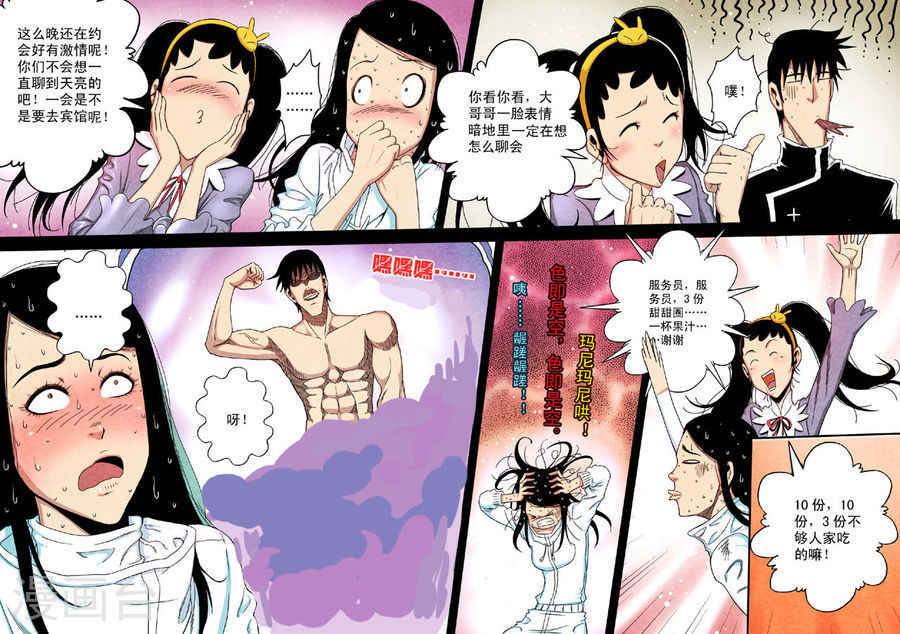 这么晚还在约
会好有激情呢！
你们不会想一
直聊到天亮的
吧！一会是不
是要去宾馆呢！
……
你看你看，大
哥哥一脸表情
暗地里一定在想
怎么聊会
噗！
……
嘿嘿嘿……
呀！
色即是空，色即是空。
玛尼玛尼哄！
咦……龌蹉龌蹉！！
服务员，服
务员，3份
甜甜圈……
一杯果汁…
…谢谢
10份，10
份，3份不
够人家吃
的嘛！
漫画台